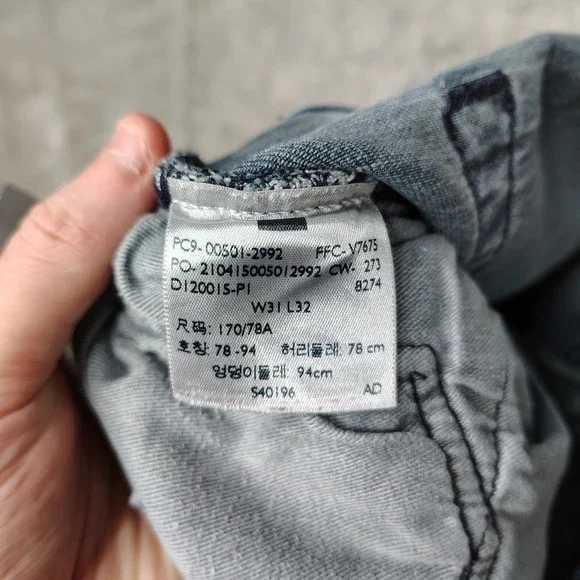 PC9- 00501-2992 FFC- V7675
PO- 210415005012992 CW- 273
D120015-P1 8274
W31 L32
尺码: 170/78A
호칭: 78 -94 허리둘레: 78 cm
엉덩이둘레: 94cm
S40196 AD